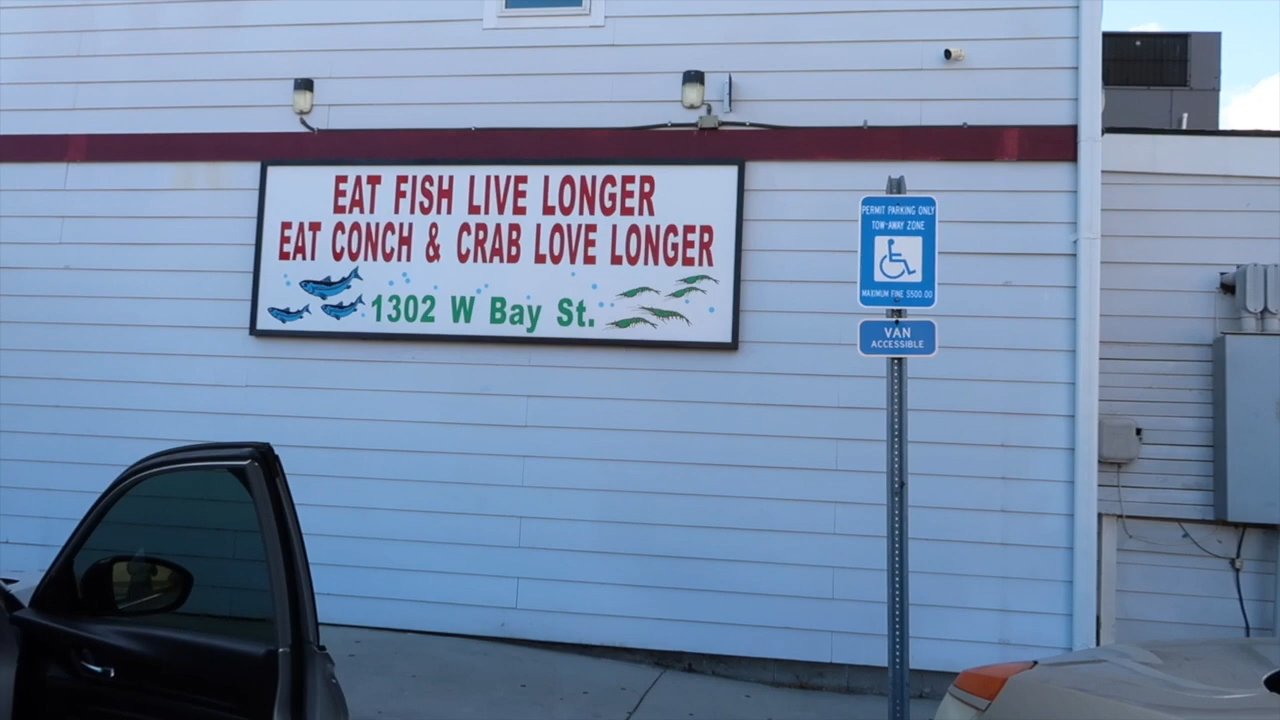 EAT FISH LIVE LONGER
EAT CONCH & CRAB LOVE LONGER
1302 W Bay St.
PERMIT PARKING ONLY
TOW-AWAY ZONE
MAXIMUM FINE $500.00
VAN
ACCESSIBLE